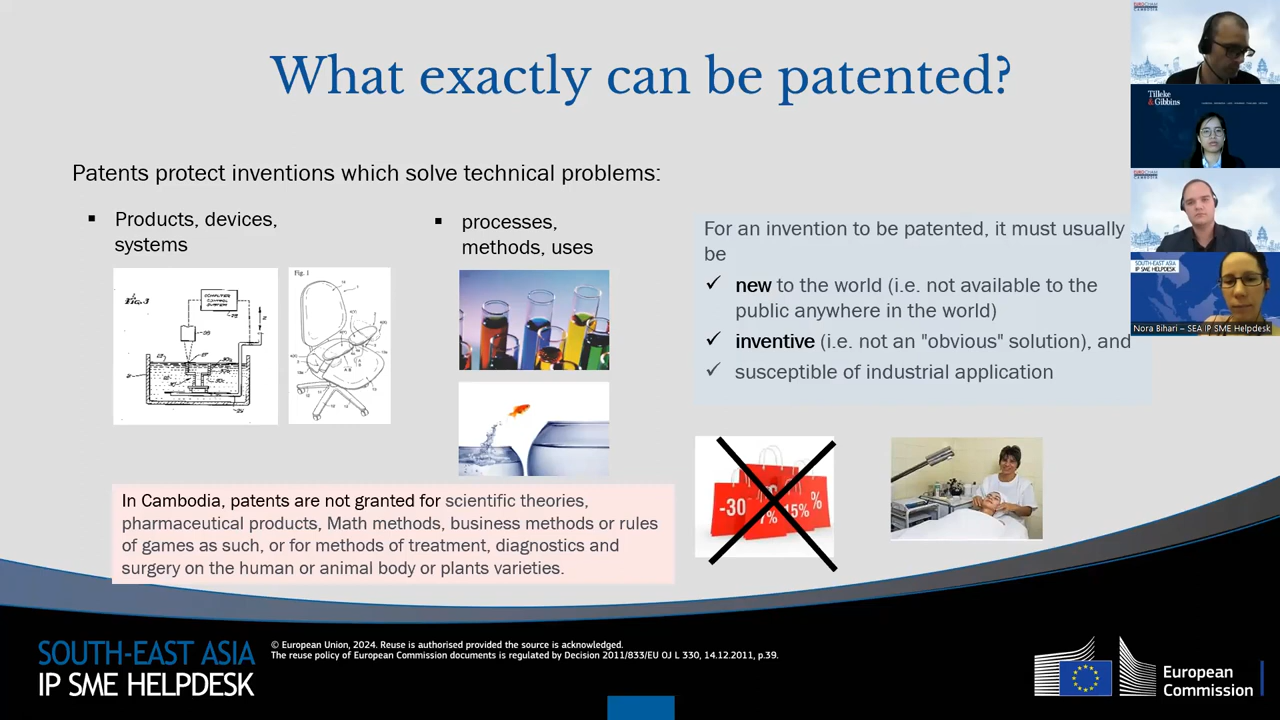 What exactly can be patented?
Patents protect inventions which solve technical problems:
▪ Products, devices,
systems
▪ processes,
methods, uses
Fig. 3
COMPUTER
CONTROL
SYSTEM
Fig. 1
For an invention to be patented, it must usually
be
✓ new to the world (i.e. not available to the
public anywhere in the world)
✓ inventive (i.e. not an "obvious" solution), and
✓ susceptible of industrial application
-30
15%
%
In Cambodia, patents are not granted for scientific theories,
pharmaceutical products, Math methods, business methods or rules
of games as such, or for methods of treatment, diagnostics and
surgery on the human or animal body or plants varieties.
Tilleke
& Gibbins
SOUTH-EAST ASIA
IP SME HELPDESK
Nora Bihari – SEA IP SME Helpdesk
SOUTH-EAST ASIA
IP SME HELPDESK
© European Union, 2024. Reuse is authorised provided the source is acknowledged.
The reuse policy of European Commission documents is regulated by Decision 2011/833/EU OJ L 330, 14.12.2011, p.39.
European
Commission